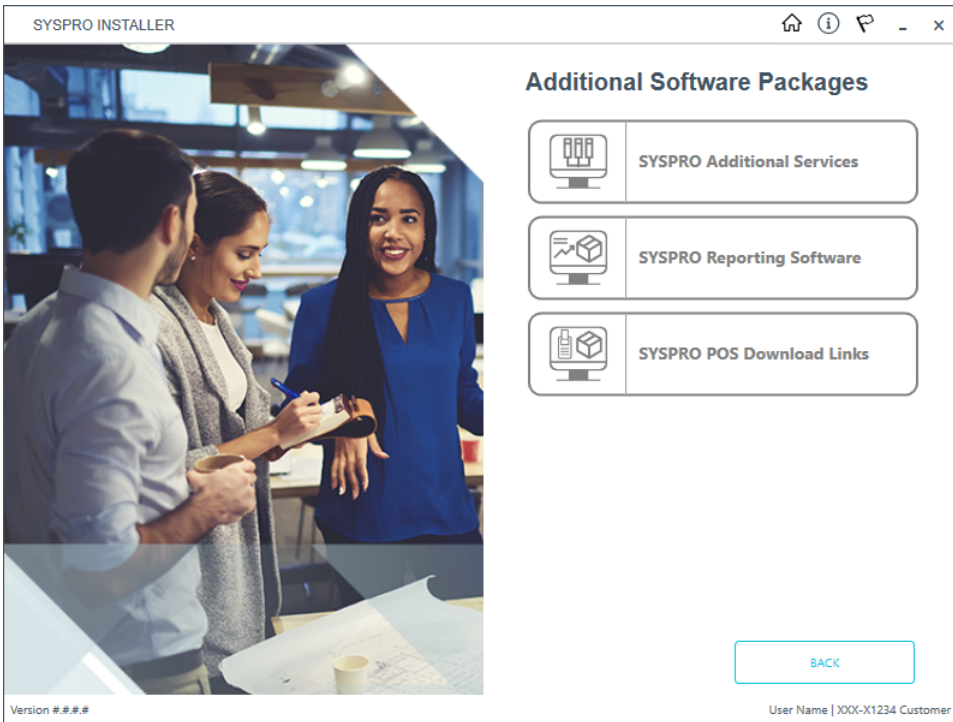 SYSPRO INSTALLER
Additional Software Packages
SYSPRO Additional Services
SYSPRO Reporting Software
SYSPRO POS Download Links
BACK
Version #.#.#.#
User Name | XXX-X1234 Customer